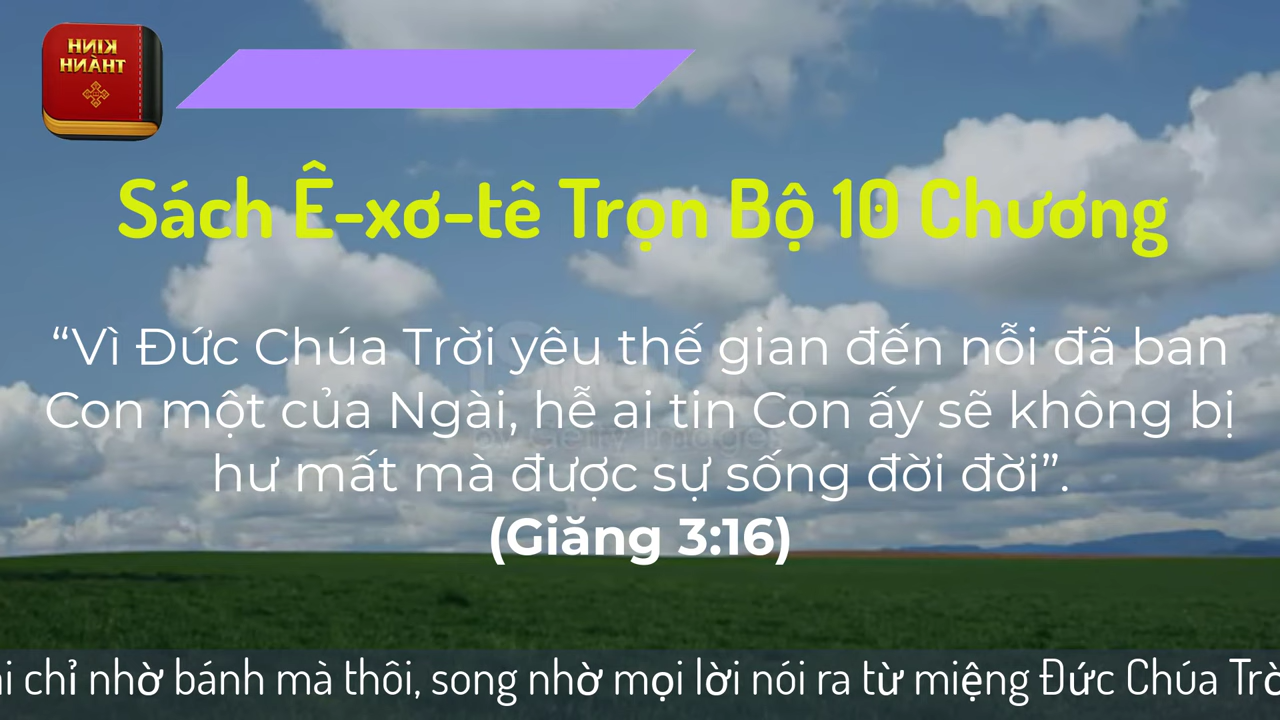 KINH
THÁNH
Sách Ê-xơ-tê Trọn Bộ 10 Chương
“Vì Đức Chúa Trời yêu thế gian đến nỗi đã ban
Con một của Ngài, hễ ai tin Con ấy sẽ không bị
hư mất mà được sự sống đời đời”.
(Giăng 3:16)
chỉ nhờ bánh mà thôi, song nhờ mọi lời nói ra từ miệng Đức Chúa